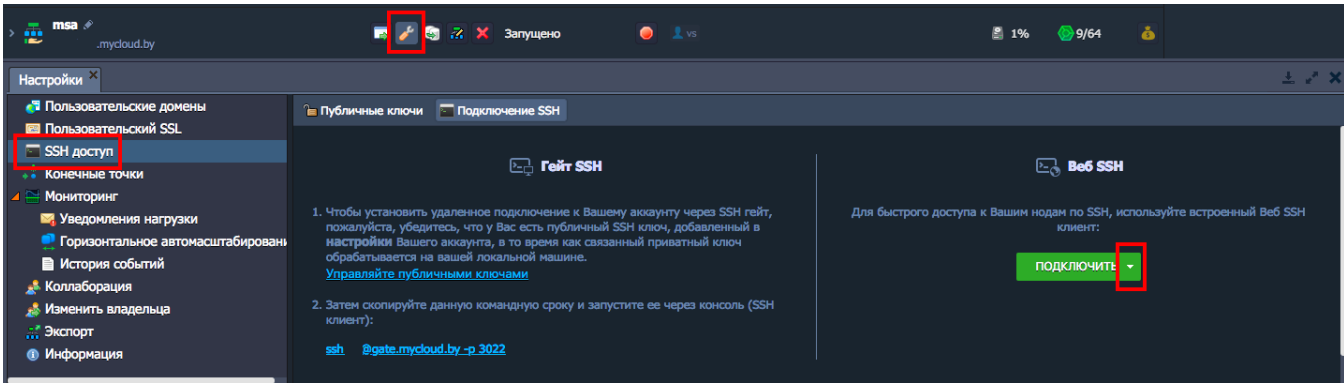 msa
.mycloud.by
Запущено
vs
1%
9/64
Настройки
Пользовательские домены
Пользовательский SSL
SSH доступ
Конечные точки
Мониторинг
Уведомления нагрузки
Горизонтальное автомасштабировани
История событий
Коллаборация
Изменить владельца
Экспорт
Информация
Публичные ключи
Подключение SSH
Гейт SSH
1. Чтобы установить удаленное подключение к Вашему аккаунту через SSH гейт,
пожалуйста, убедитесь, что у Вас есть публичный SSH ключ, добавленный в
настройки Вашего аккаунта, в то время как связанный приватный ключ
обрабатывается на вашей локальной машине.
Управляйте публичными ключами
2. Затем скопируйте данную командную сроку и запустите ее через консоль (SSH
клиент):
ssh @gate.mycloud.by -p 3022
Веб SSH
Для быстрого доступа к Вашим нодам по SSH, используйте встроенный Веб SSH
клиент:
ПОДКЛЮЧИТЬ